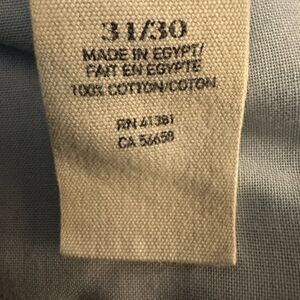 31/30
MADE IN EGYPT/
FAIT EN EGYPTE
100% COTTON/COTON
RN 41381
CA 56658